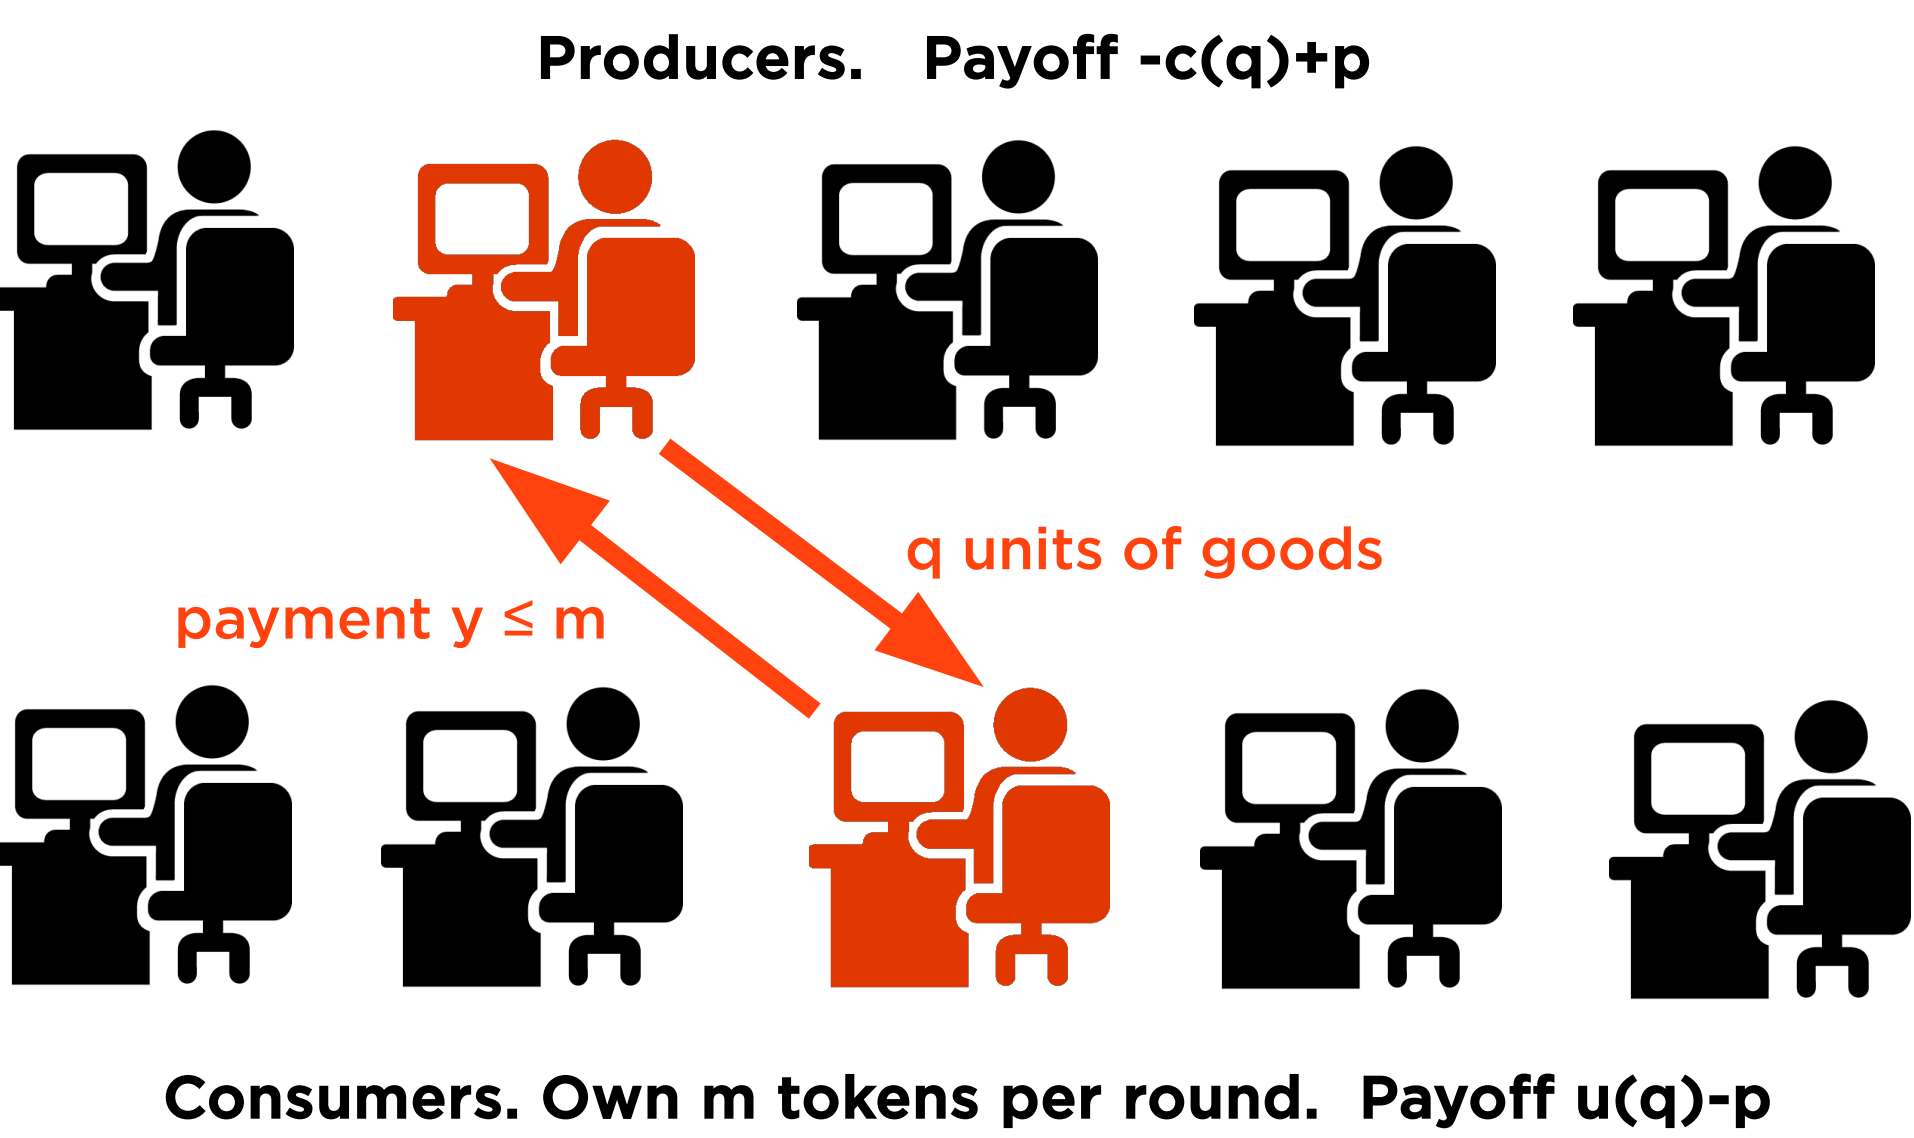 Producers. Payoff -c(q)+p
q units of goods
payment y ≤ m
Consumers. Own m tokens per round. Payoff u(q)-p